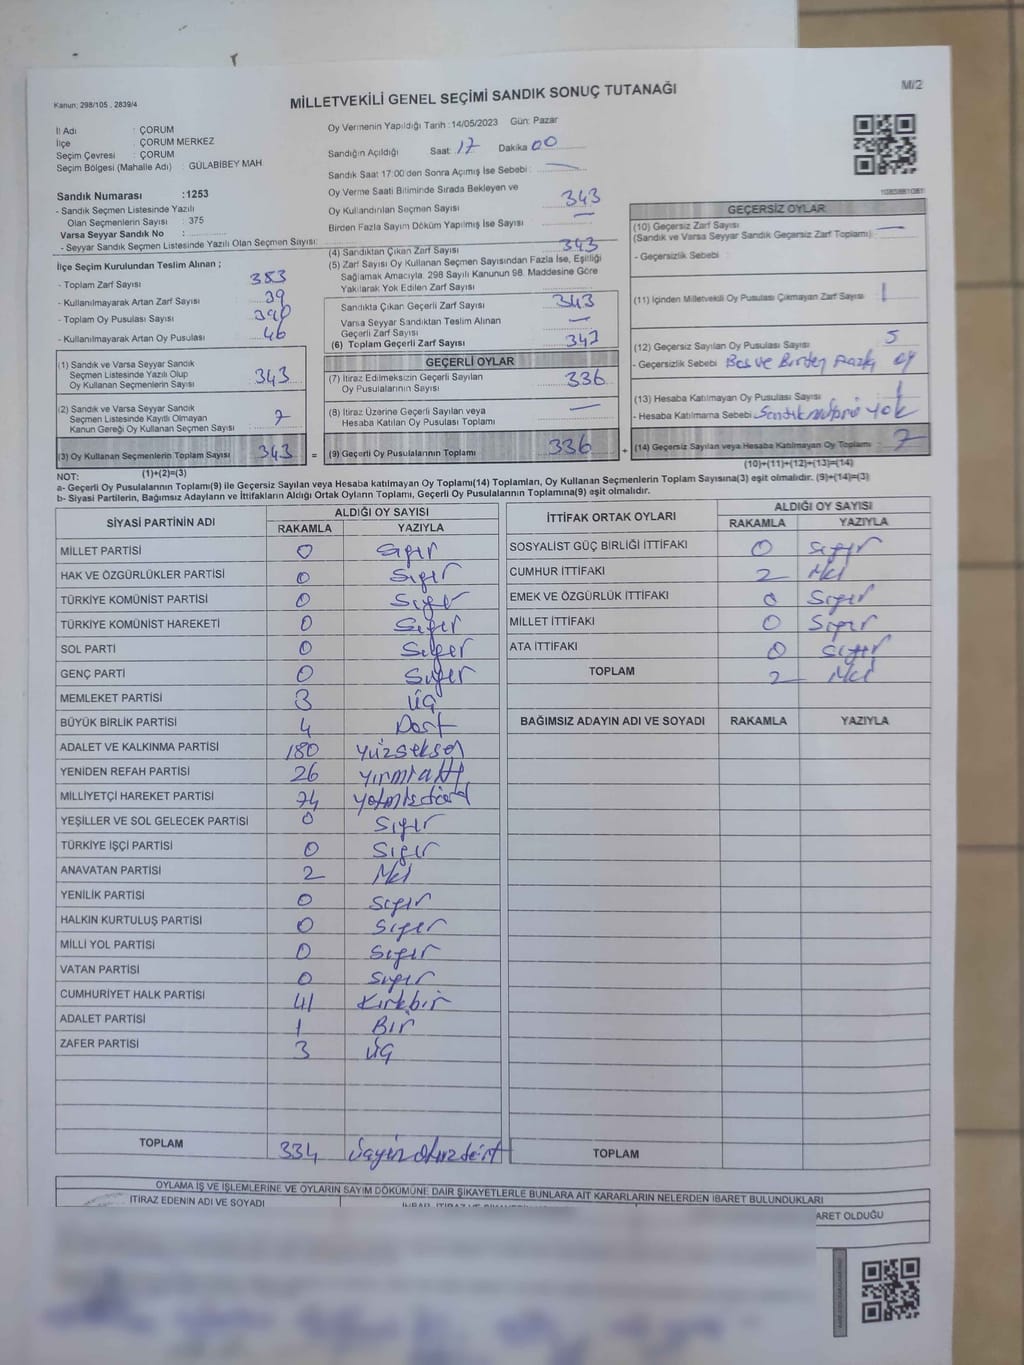 Kanun; 298/105 , 2839/4
MİLLETVEKİLİ GENEL SEÇİMİ SANDIK SONUÇ TUTANAĞI
M/2
İl Adı : ÇORUM
İlçe : ÇORUM MERKEZ
Seçim Çevresi : ÇORUM
Seçim Bölgesi (Mahalle Adı) : GÜLABİBEY MAH
Oy Vermenin Yapıldığı Tarih :14/05/2023 Gün: Pazar
Sandığın Açıldığı Saat: 17 Dakika 00
Sandık Saat 17:00'den Sonra Açımış İse Sebebi : —
Oy Verme Saati Bitiminde Sırada Bekleyen ve
Oy Kullandırılan Seçmen Sayısı 343
Birden Fazla Sayım Döküm Yapılmış İse Sayısı —
Sandık Numarası :1253
- Sandık Seçmen Listesinde Yazılı
Olan Seçmenlerin Sayısı : 375
Varsa Seyyar Sandık No :
- Seyyar Sandık Seçmen Listesinde Yazılı Olan Seçmen Sayısı:
İlçe Seçim Kurulundan Teslim Alınan ;
- Toplam Zarf Sayısı 383
- Kullanılmayarak Artan Zarf Sayısı 39
- Toplam Oy Pusulası Sayısı
- Kullanılmayarak Artan Oy Pusulası 46
(1) Sandık ve Varsa Seyyar Sandık
Seçmen Listesinde Yazılı Olup
Oy Kullanan Seçmenlerin Sayısı 343
(2) Sandık ve Varsa Seyyar Sandık
Seçmen Listesinde Kayıtlı Olmayan
Kanun Gereği Oy Kullanan Seçmen Sayısı
(3) Oy Kullanan Seçmenlerin Toplam Sayısı 343 =
(1)+(2)=(3)
(4) Sandıktan Çıkan Zarf Sayısı 343
(5) Zarf Sayısı Oy Kullanan Seçmen Sayısından Fazla İse, Eşitliği
Sağlamak Amacıyla. 298 Sayılı Kanunun 98. Maddesine Göre
Yakılarak Yok Edilen Zarf Sayısı
Sandıkta Çıkan Geçerli Zarf Sayısı 343
Varsa Seyyar Sandıktan Teslim Alınan
Geçerli Zarf Sayısı —
(6) Toplam Geçerli Zarf Sayısı
GEÇERLİ OYLAR
(7) İtiraz Edilmeksizin Geçerli Sayılan
Oy Pusulalarının Sayısı 336
(8) İtiraz Üzerine Geçerli Sayılan veya
Hesaba Katılan Oy Pusulası Toplamı —
(9) Geçerli Oy Pusulalarının Toplamı 336 +
GEÇERSİZ OYLAR
(10) Geçersiz Zarf Sayısı
(Sandık ve Varsa Seyyar Sandık Geçersiz Zarf Toplamı) —
- Geçersizlik Sebebi :
(11) İçinden Milletvekili Oy Pusulası Çıkmayan Zarf Sayısı 1
(12) Geçersiz Sayılan Oy Pusulası Sayısı 5
- Geçersizlik Sebebi Boş ve Birden Fazla oy
(13) Hesaba Katılmayan Oy Pusulası Sayısı 1
- Hesaba Katılmama Sebebi Sandık mührü yok
(14) Geçersiz Sayılan veya Hesaba Katılmayan Oy Toplamı : 7
(10)+(11)+(12)+(13)=(14)
NOT:
a- Geçerli Oy Pusulasının Toplamı(9) ile Geçersiz Sayılan veya Hesaba katılmayan Oy Toplamı(14) Toplamları, Oy Kullanan Seçmenlerin Toplam Sayısına(3) eşit olmalıdır. (9)+(14)=(3)
b- Siyasi Partilerin, Bağımsız Adayların ve İttifakların Aldığı Ortak Oyların Toplamı, Geçerli Oy Pusulalarının Toplamına(9) eşit olmalıdır.
SİYASİ PARTİNİN ADI ALDIĞI OY SAYISI
RAKAMLA YAZIYLA
MİLLET PARTİSİ 0 Sıfır
HAK VE ÖZGÜRLÜKLER PARTİSİ 0 Sıfır
TÜRKİYE KOMÜNİST PARTİSİ 0 Sıfır
TÜRKİYE KOMÜNİST HAREKETİ 0 Sıfır
SOL PARTİ 0 Sıfır
GENÇ PARTİ 0 Sıfır
MEMLEKET PARTİSİ 3 Üç
BÜYÜK BİRLİK PARTİSİ 4 Dört
ADALET VE KALKINMA PARTİSİ 180 Yüzseksen
YENİDEN REFAH PARTİSİ 26 Yırmıaltı
MİLLİYETÇİ HAREKET PARTİSİ 74 Yetmişdörd
YEŞİLLER VE SOL GELECEK PARTİSİ 0 Sıfır
TÜRKİYE İŞÇİ PARTİSİ 0 Sıfır
ANAVATAN PARTİSİ 2 İkİ
YENİLİK PARTİSİ 0 Sıfır
HALKIN KURTULUŞ PARTİSİ 0 Sıfır
MİLLİ YOL PARTİSİ 0 Sıfır
VATAN PARTİSİ 0 Sıfır
CUMHURİYET HALK PARTİSİ 41 Kırkbir
ADALET PARTİSİ 1 Bir
ZAFER PARTİSİ 3 Üç
TOPLAM 334
İTTİFAK ORTAK OYLARI ALDIĞI OY SAYISI
RAKAMLA YAZIYLA
SOSYALİST GÜÇ BİRLİĞİ İTTİFAKI 0 Sıfır
CUMHUR İTTİFAKI 2 İki
EMEK VE ÖZGÜRLÜK İTTİFAKI 0 Sıfır
MİLLET İTTİFAKI 0 Sıfır
ATA İTTİFAKI 0 Sıfır
TOPLAM 2 İki
BAĞIMSIZ ADAYIN ADI VE SOYADI RAKAMLA YAZIYLA
TOPLAM
OYLAMA İŞ VE İŞLEMLERİNE VE OYLARIN SAYIM DÖKÜMÜNE DAİR ŞİKAYETLERLE BUNLARA AİT KARARLARIN NELERDEN İBARET BULUNDUKLARI
İTİRAZ EDENİN ADI VE SOYADI
ARET OLDUĞU